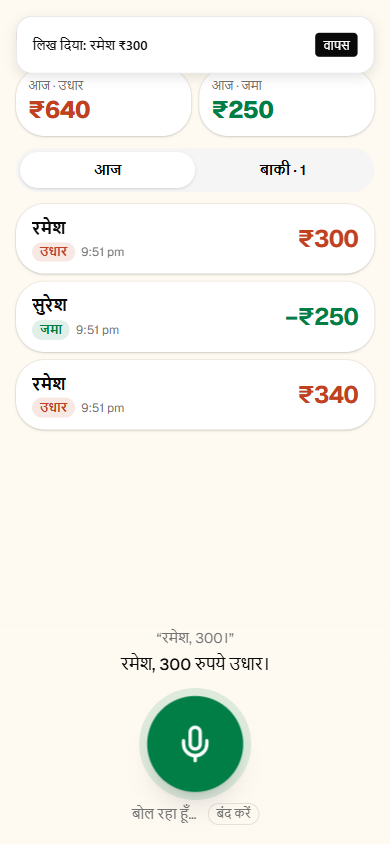 लिख दिया: रमेश ₹300
वापस
आज · उधार
आज · जमा
₹640
₹250
आज
बाकी · 1
रमेश
उधार 9:51 pm
₹300
सुरेश
जमा 9:51 pm
−₹250
रमेश
उधार 9:51 pm
₹340
“रमेश, 300।”
रमेश, 300 रुपये उधार।
बोल रहा हूँ… बंद करें